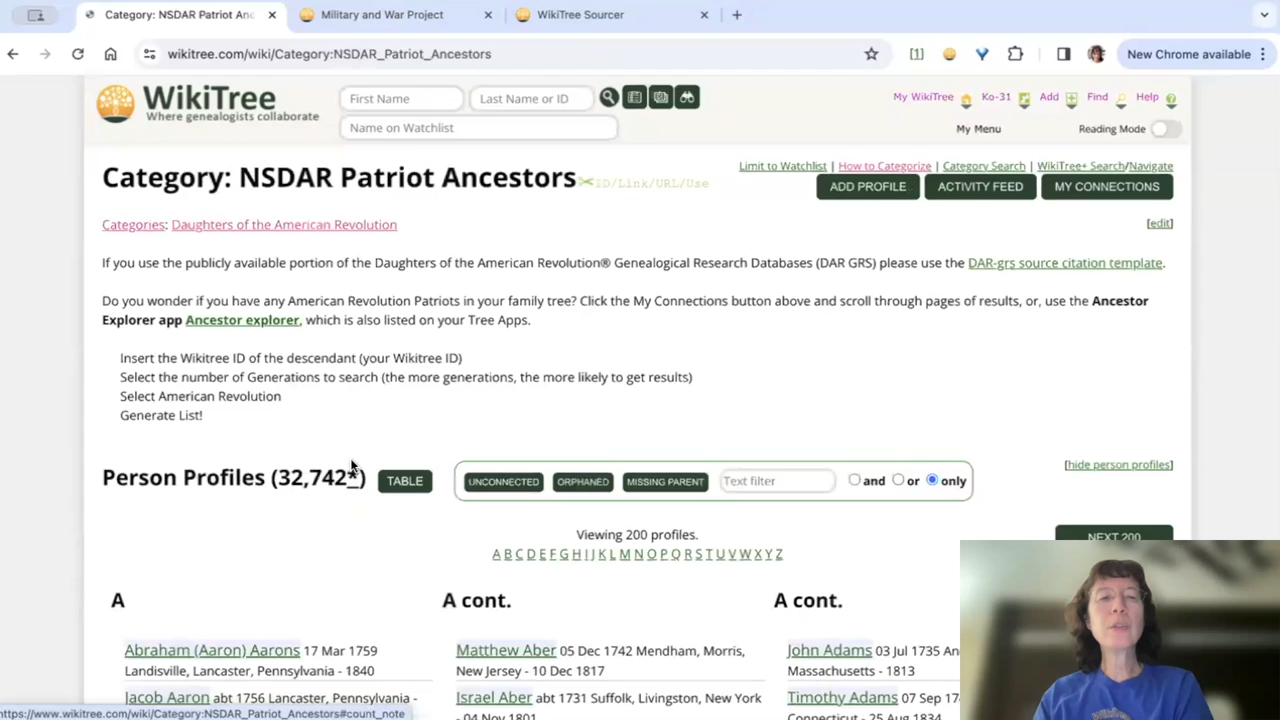 Category: NSDAR Patriot Anc
Military and War Project
WikiTree Sourcer
wikitree.com/wiki/Category:NSDAR_Patriot_Ancestors
[1]
New Chrome available
WikiTree
Where genealogists collaborate
First Name
Last Name or ID
Name on Watchlist
My WikiTree
Ko-31
Add
Find
Help
My Menu
Reading Mode
Category: NSDAR Patriot Ancestors
ID/Link/URL/Use
Limit to Watchlist | How to Categorize | Category Search | WikiTree+ Search/Navigate
ADD PROFILE
ACTIVITY FEED
MY CONNECTIONS
Categories: Daughters of the American Revolution
[edit]
If you use the publicly available portion of the Daughters of the American Revolution® Genealogical Research Databases (DAR GRS) please use the DAR-grs source citation template.
Do you wonder if you have any American Revolution Patriots in your family tree? Click the My Connections button above and scroll through pages of results, or, use the Ancestor
Explorer app Ancestor explorer, which is also listed on your Tree Apps.
Insert the Wikitree ID of the descendant (your Wikitree ID)
Select the number of Generations to search (the more generations, the more likely to get results)
Select American Revolution
Generate List!
[hide person profiles]
Person Profiles (32,742*)
TABLE
UNCONNECTED
ORPHANED
MISSING PARENT
Text filter
and
or
only
Viewing 200 profiles.
NEXT 200
A B C D E F G H I J K L M N O P Q R S T U V W X Y Z
A
A cont.
A cont.
Abraham (Aaron) Aarons 17 Mar 1759
Landisville, Lancaster, Pennsylvania - 1840
Jacob Aaron abt 1756 Lancaster, Pennsylvania -
Matthew Aber 05 Dec 1742 Mendham, Morris,
New Jersey - 10 Dec 1817
Israel Aber abt 1731 Suffolk, Livingston, New York
- 04 Nov 1801
John Adams 03 Jul 1735 An
Massachusetts - 1813
Timothy Adams 07 Sep 17
Connecticut - 25 Aug 1834
https://www.wikitree.com/wiki/Category:NSDAR_Patriot_Ancestors#count_note